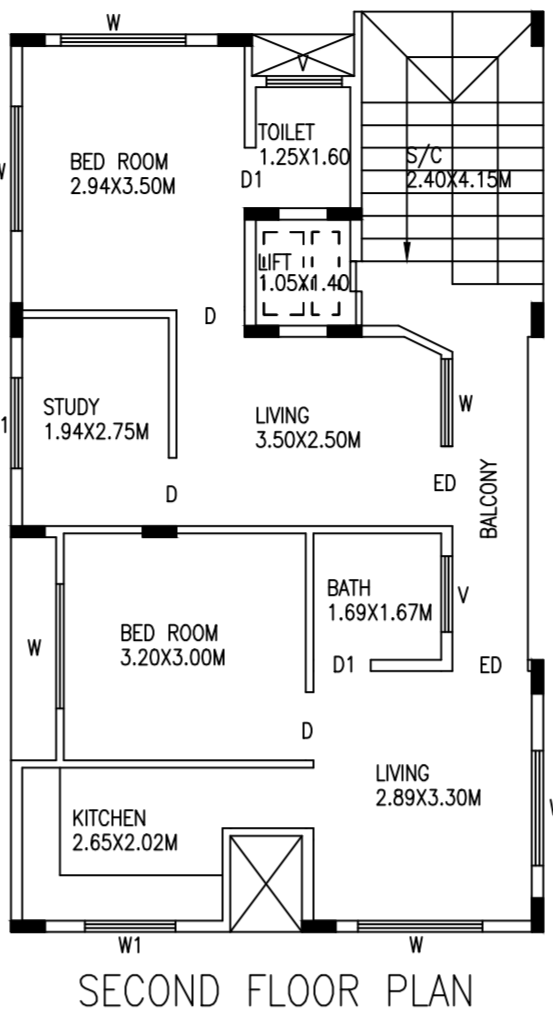 W
V
TOILET
1.25X1.60
S/C
2.40X4.15M
BED ROOM
2.94X3.50M
W
D1
LIFT
1.05X1.40
D
STUDY
1.94X2.75M
LIVING
3.50X2.50M
W
1
ED
BALCONY
D
BATH
1.69X1.67M
V
BED ROOM
3.20X3.00M
W
D1
ED
D
LIVING
2.89X3.30M
KITCHEN
2.65X2.02M
W1
W
SECOND FLOOR PLAN